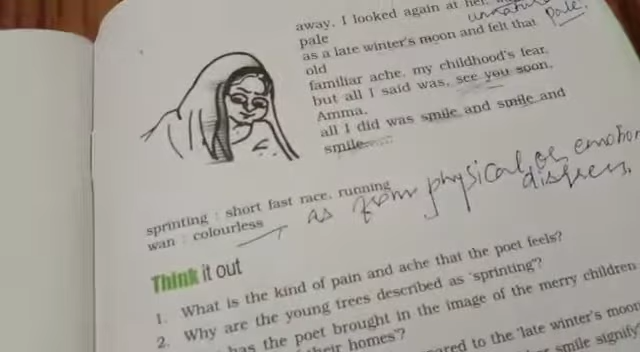 away, I looked again at her,
pale
as a late winter's moon and felt that
Pale.
old
familiar ache, my childhood's fear,
but all I said was, see you soon,
Amma,
all I did was smile and smile and
smile......
sprinting : short fast race, running
wan : colourless
as from physical or emotion
distress.
Think it out
1. What is the kind of pain and ache that the poet feels?
2. Why are the young trees described as 'sprinting'?
has the poet brought in the image of the merry children
their homes'?
to the 'late winter's moon
smile signify